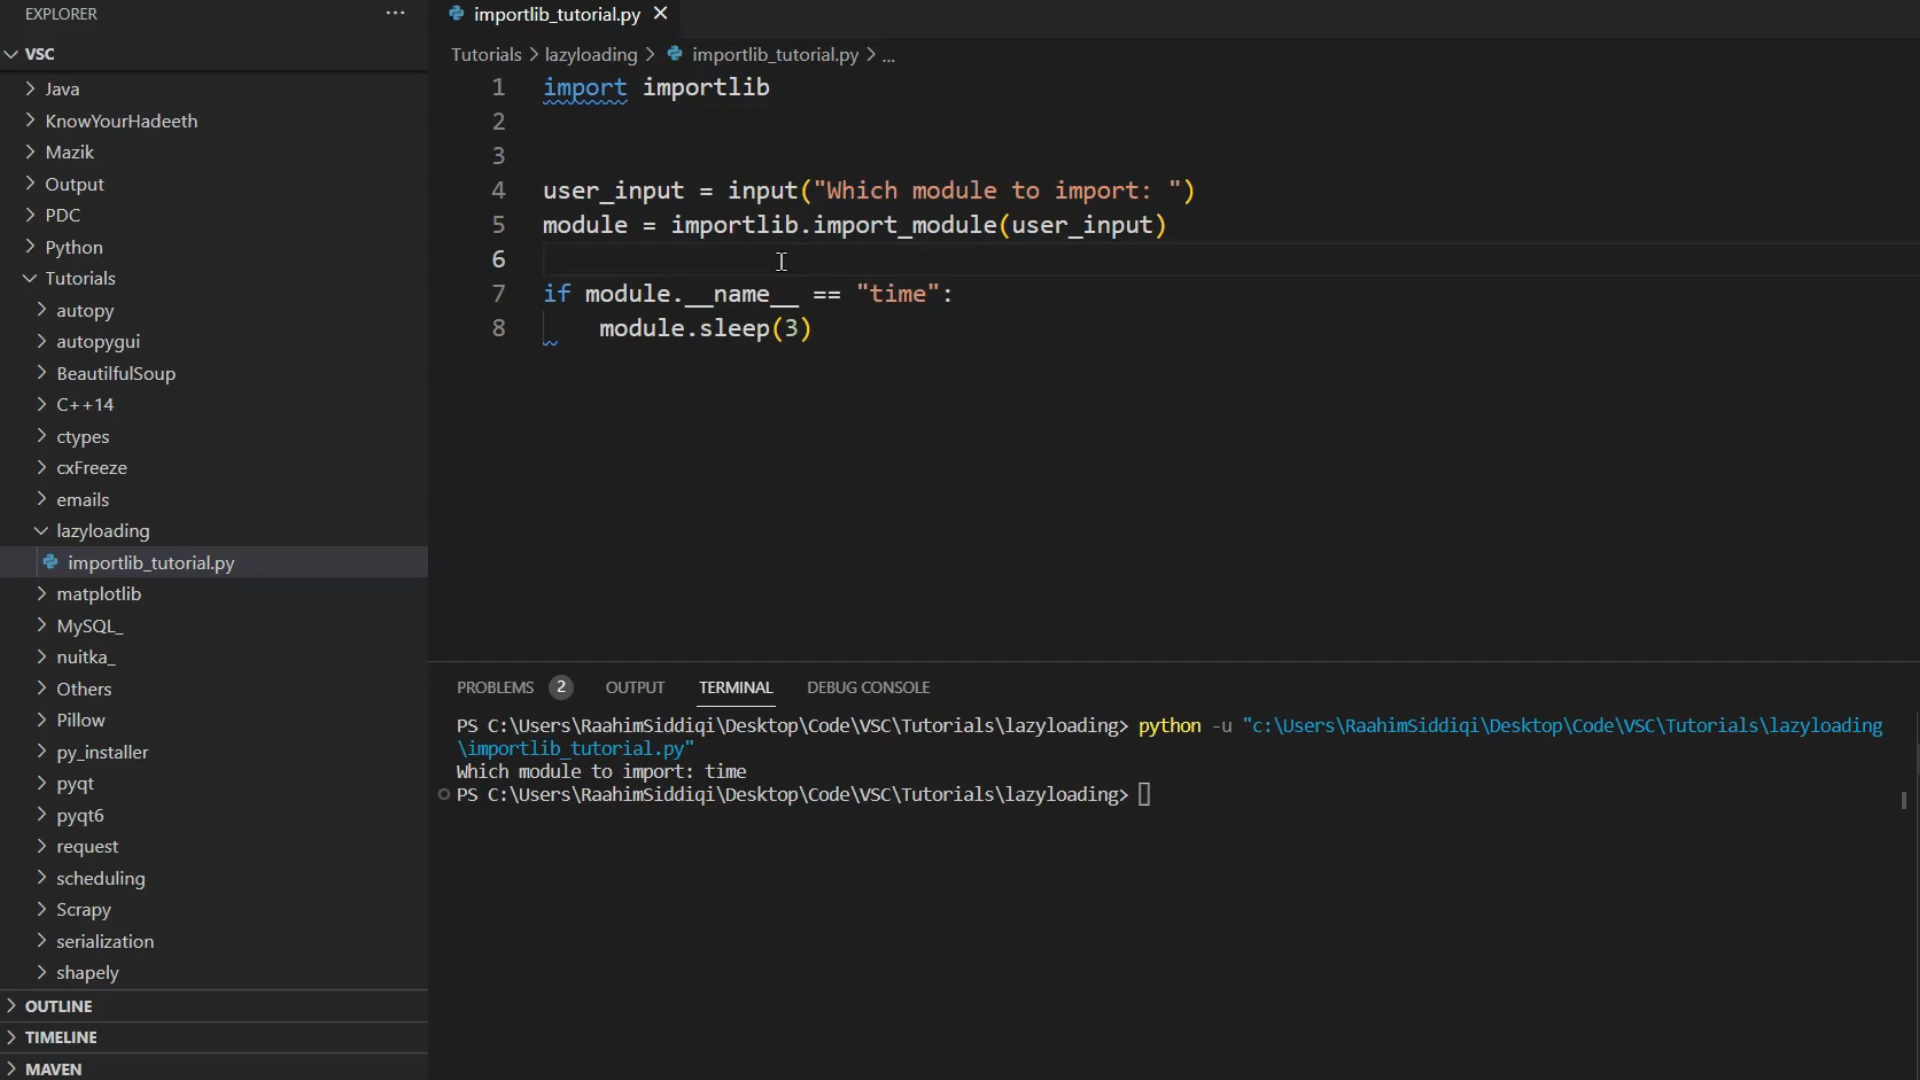 EXPLORER
VSC
Java
KnowYourHadeeth
Mazik
Output
PDC
Python
Tutorials
autopy
autopygui
BeautilfulSoup
C++14
ctypes
cxFreeze
emails
lazyloading
importlib_tutorial.py
matplotlib
MySQL_
nuitka_
Others
Pillow
py_installer
pyqt
pyqt6
request
scheduling
Scrapy
serialization
shapely
OUTLINE
TIMELINE
MAVEN
importlib_tutorial.py
Tutorials > lazyloading > importlib_tutorial.py > ...
1 import importlib
2
3
4 user_input = input("Which module to import: ")
5 module = importlib.import_module(user_input)
6
7 if module.__name__ == "time":
8 module.sleep(3)
PROBLEMS 2 OUTPUT TERMINAL DEBUG CONSOLE
PS C:\Users\RaahimSiddiqi\Desktop\Code\VSC\Tutorials\lazyloading> python -u "c:\Users\RaahimSiddiqi\Desktop\Code\VSC\Tutorials\lazyloading
\importlib_tutorial.py"
Which module to import: time
PS C:\Users\RaahimSiddiqi\Desktop\Code\VSC\Tutorials\lazyloading>